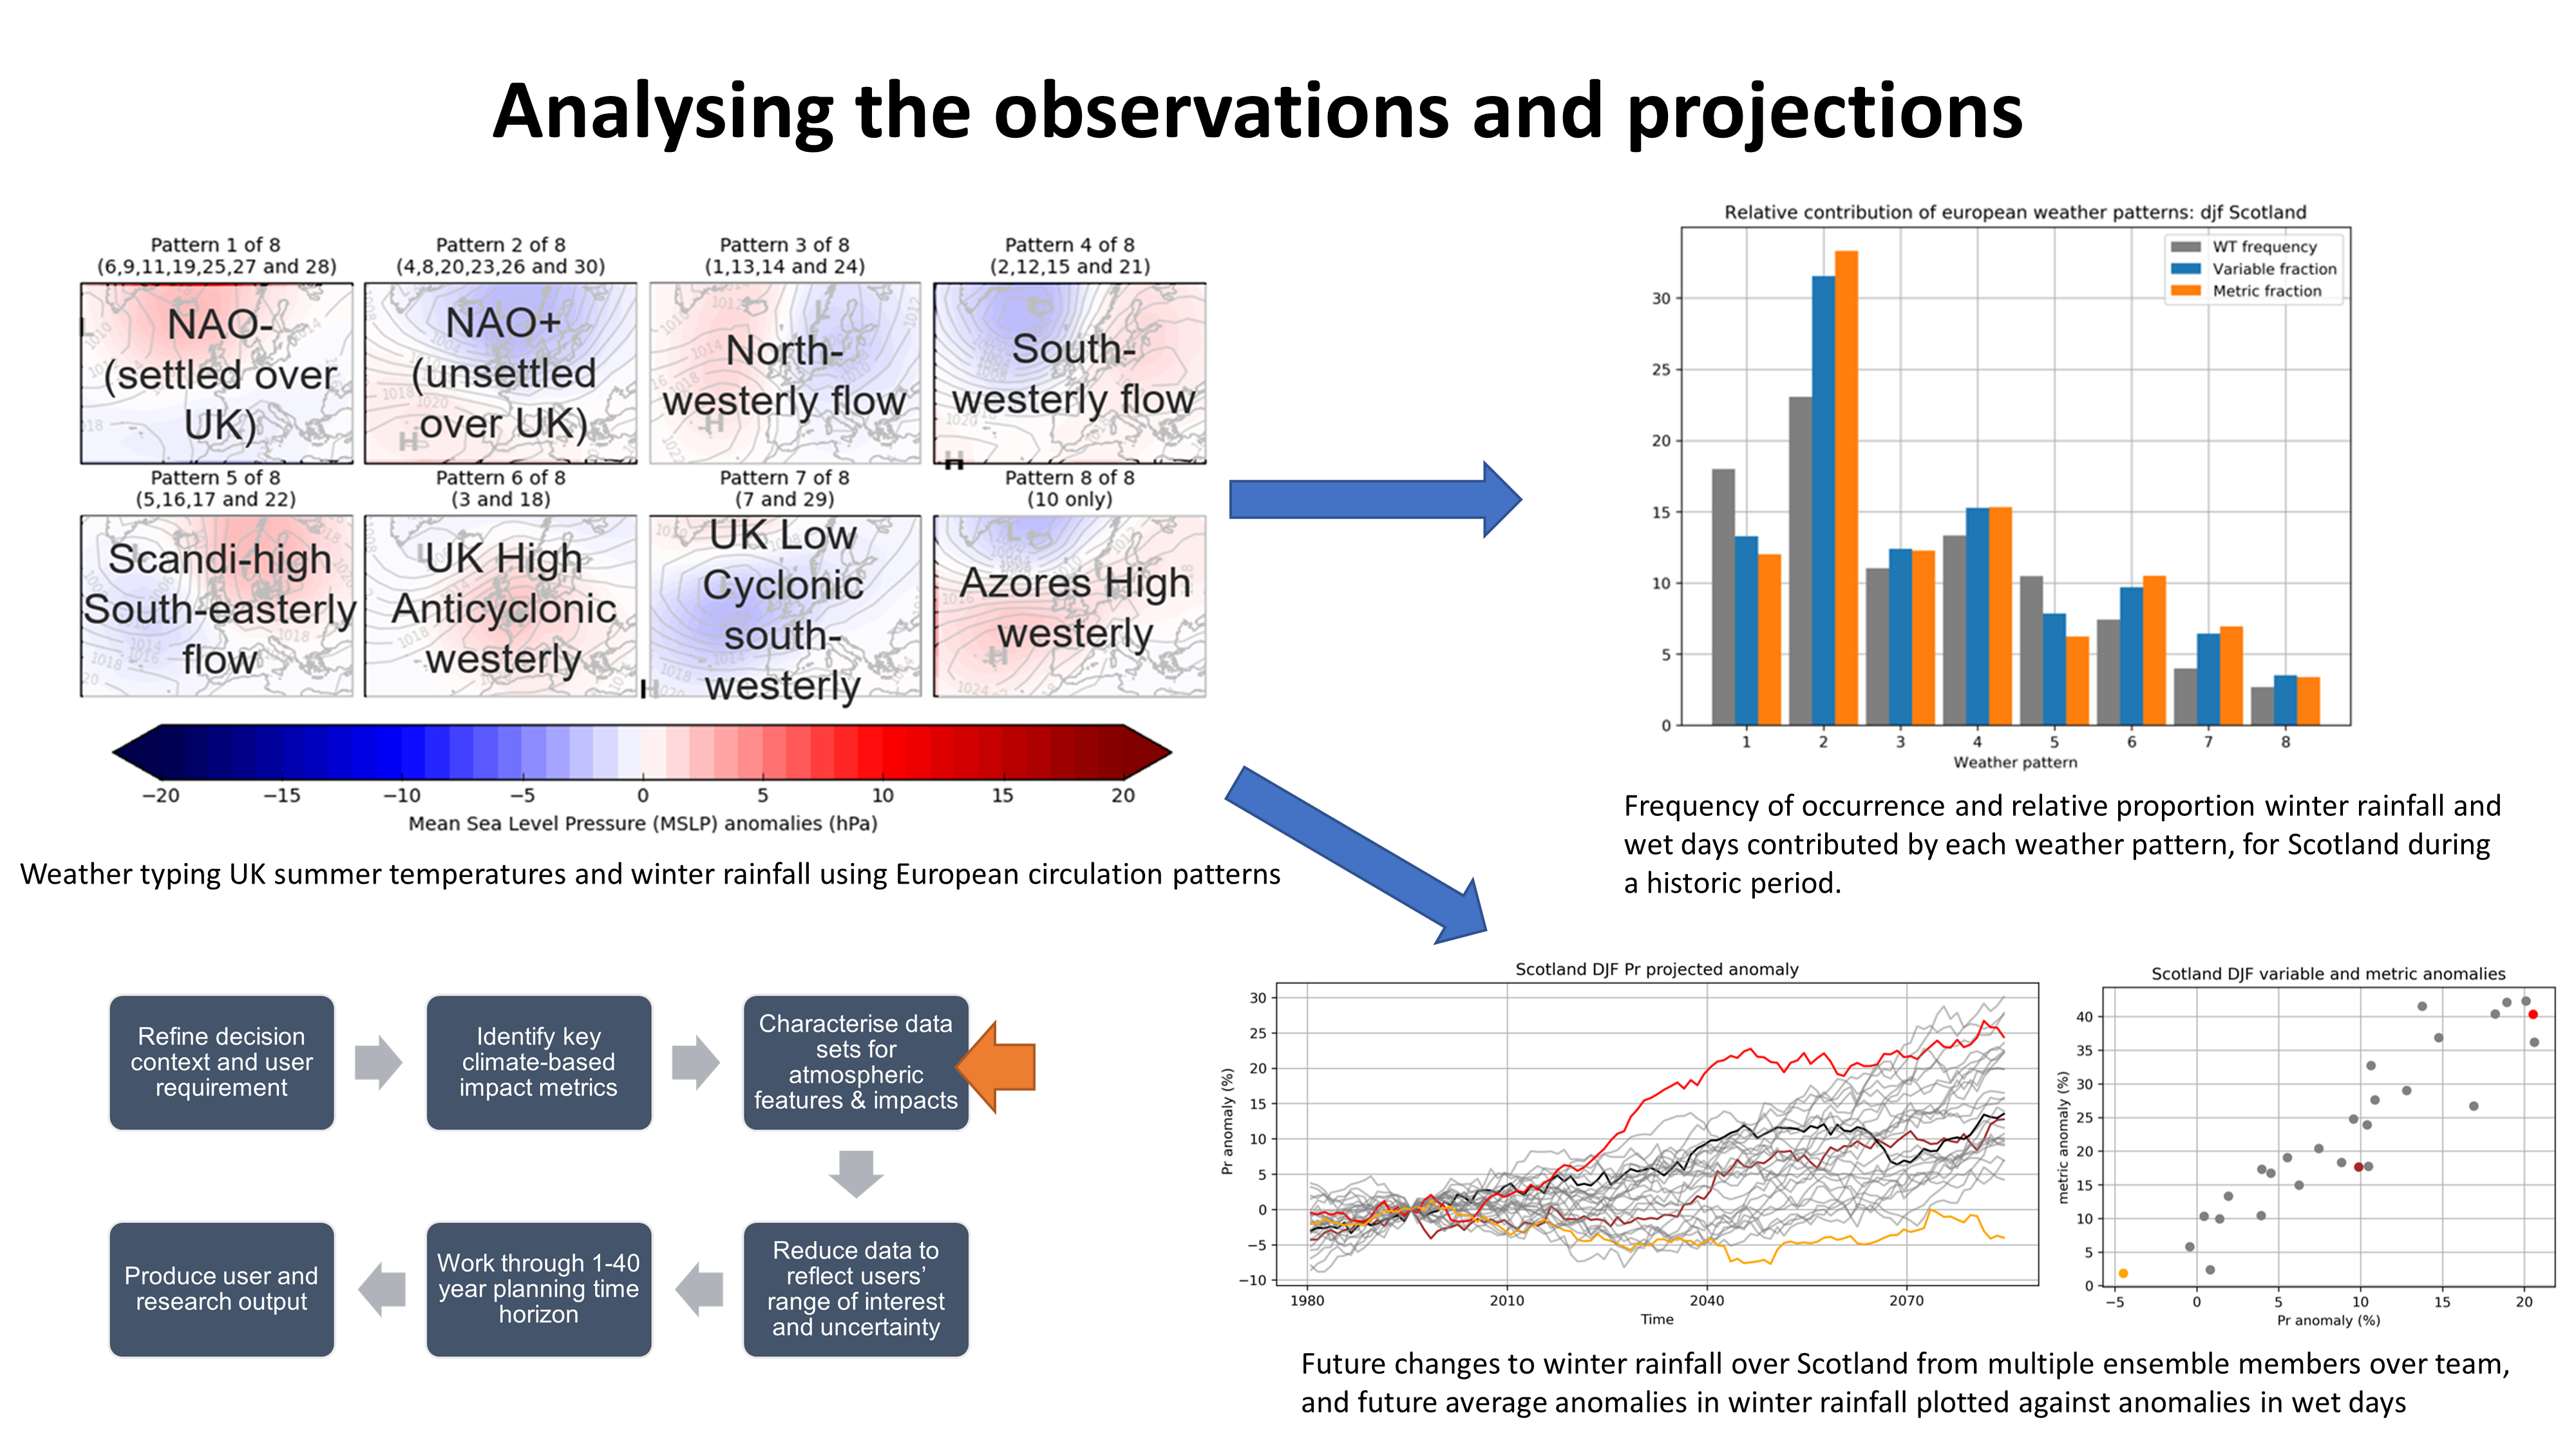 Analysing the observations and projections
Pattern 1 of 8
(6,9,11,19,25,27 and 28)
Pattern 2 of 8
(4,8,20,23,26 and 30)
Pattern 3 of 8
(1,13,14 and 24)
Pattern 4 of 8
(2,12,15 and 21)
NAO-
(settled over
UK)
NAO+
(unsettled
over UK)
North-
westerly flow
South-
westerly flow
Pattern 5 of 8
(5,16,17 and 22)
Pattern 6 of 8
(3 and 18)
Pattern 7 of 8
(7 and 29)
Pattern 8 of 8
(10 only)
Scandi-high
South-easterly
flow
UK High
Anticyclonic
westerly
UK Low
Cyclonic
south-
westerly
Azores High
westerly
−20 −15 −10 −5 0 5 10 15 20
Mean Sea Level Pressure (MSLP) anomalies (hPa)
Weather typing UK summer temperatures and winter rainfall using European circulation patterns
Relative contribution of european weather patterns: djf Scotland
WT frequency
Variable fraction
Metric fraction
30
25
20
15
10
5
0
1 2 3 4 5 6 7 8
Weather pattern
Frequency of occurrence and relative proportion winter rainfall and
wet days contributed by each weather pattern, for Scotland during
a historic period.
Refine decision
context and user
requirement
Identify key
climate-based
impact metrics
Characterise data
sets for
atmospheric
features & impacts
Reduce data to
reflect users’
range of interest
and uncertainty
Work through 1-40
year planning time
horizon
Produce user and
research output
Scotland DJF Pr projected anomaly
Pr anomaly (%)
30
25
20
15
10
5
0
−5
−10
1980 2010 2040 2070
Time
Scotland DJF variable and metric anomalies
metric anomaly (%)
40
35
30
25
20
15
10
5
0
−5 0 5 10 15 20
Pr anomaly (%)
Future changes to winter rainfall over Scotland from multiple ensemble members over team,
and future average anomalies in winter rainfall plotted against anomalies in wet days